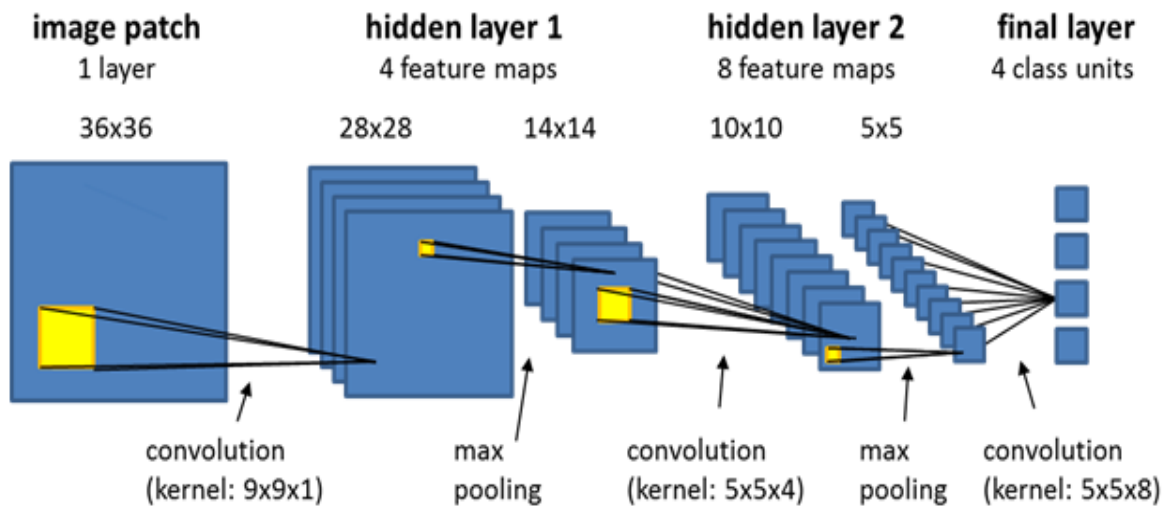 image patch
1 layer
hidden layer 1
4 feature maps
hidden layer 2
8 feature maps
final layer
4 class units
36x36
28x28
14x14
10x10
5x5
convolution
(kernel: 9x9x1)
max
pooling
convolution
(kernel: 5x5x4)
max
pooling
convolution
(kernel: 5x5x8)